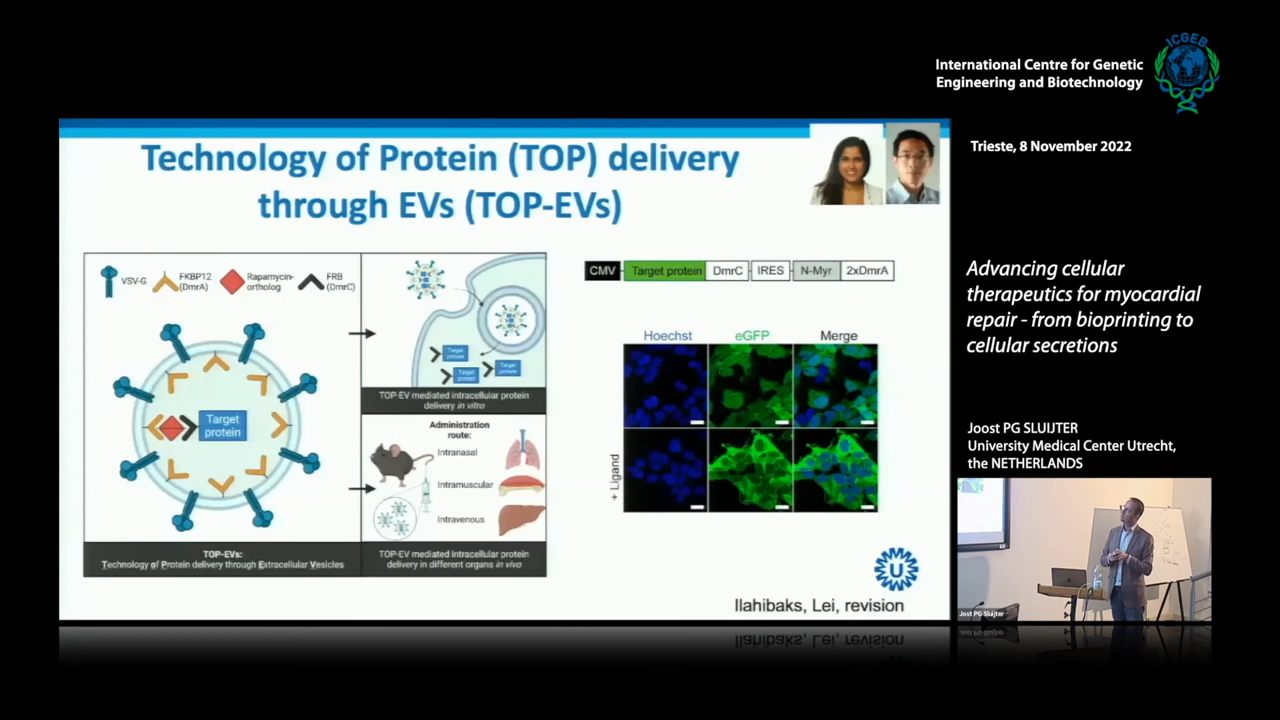 ICGEB
International Centre for Genetic
Engineering and Biotechnology
Trieste, 8 November 2022
Advancing cellular
therapeutics for myocardial
repair - from bioprinting to
cellular secretions
Joost PG SLUIJTER
University Medical Center Utrecht,
the NETHERLANDS
Jost PG Sluijter
Technology of Protein (TOP) delivery
through EVs (TOP-EVs)
VSV-G
FKBP12
(DmrA)
Rapamycin-
ortholog
FRB
(DmrC)
Target
protein
TOP-EVs:
Technology of Protein delivery through Extracellular Vesicles
Target
protein
Target
protein
Target
protein
TOP-EV mediated intracellular protein
delivery in vitro
Administration
route:
Intranasal
Intramuscular
Intravenous
TOP-EV mediated intracellular protein
delivery in different organs in vivo
CMV Target protein DmrC IRES N-Myr 2xDmrA
Hoechst eGFP Merge
+ Ligand
U
Ilahibaks, Lei, revision